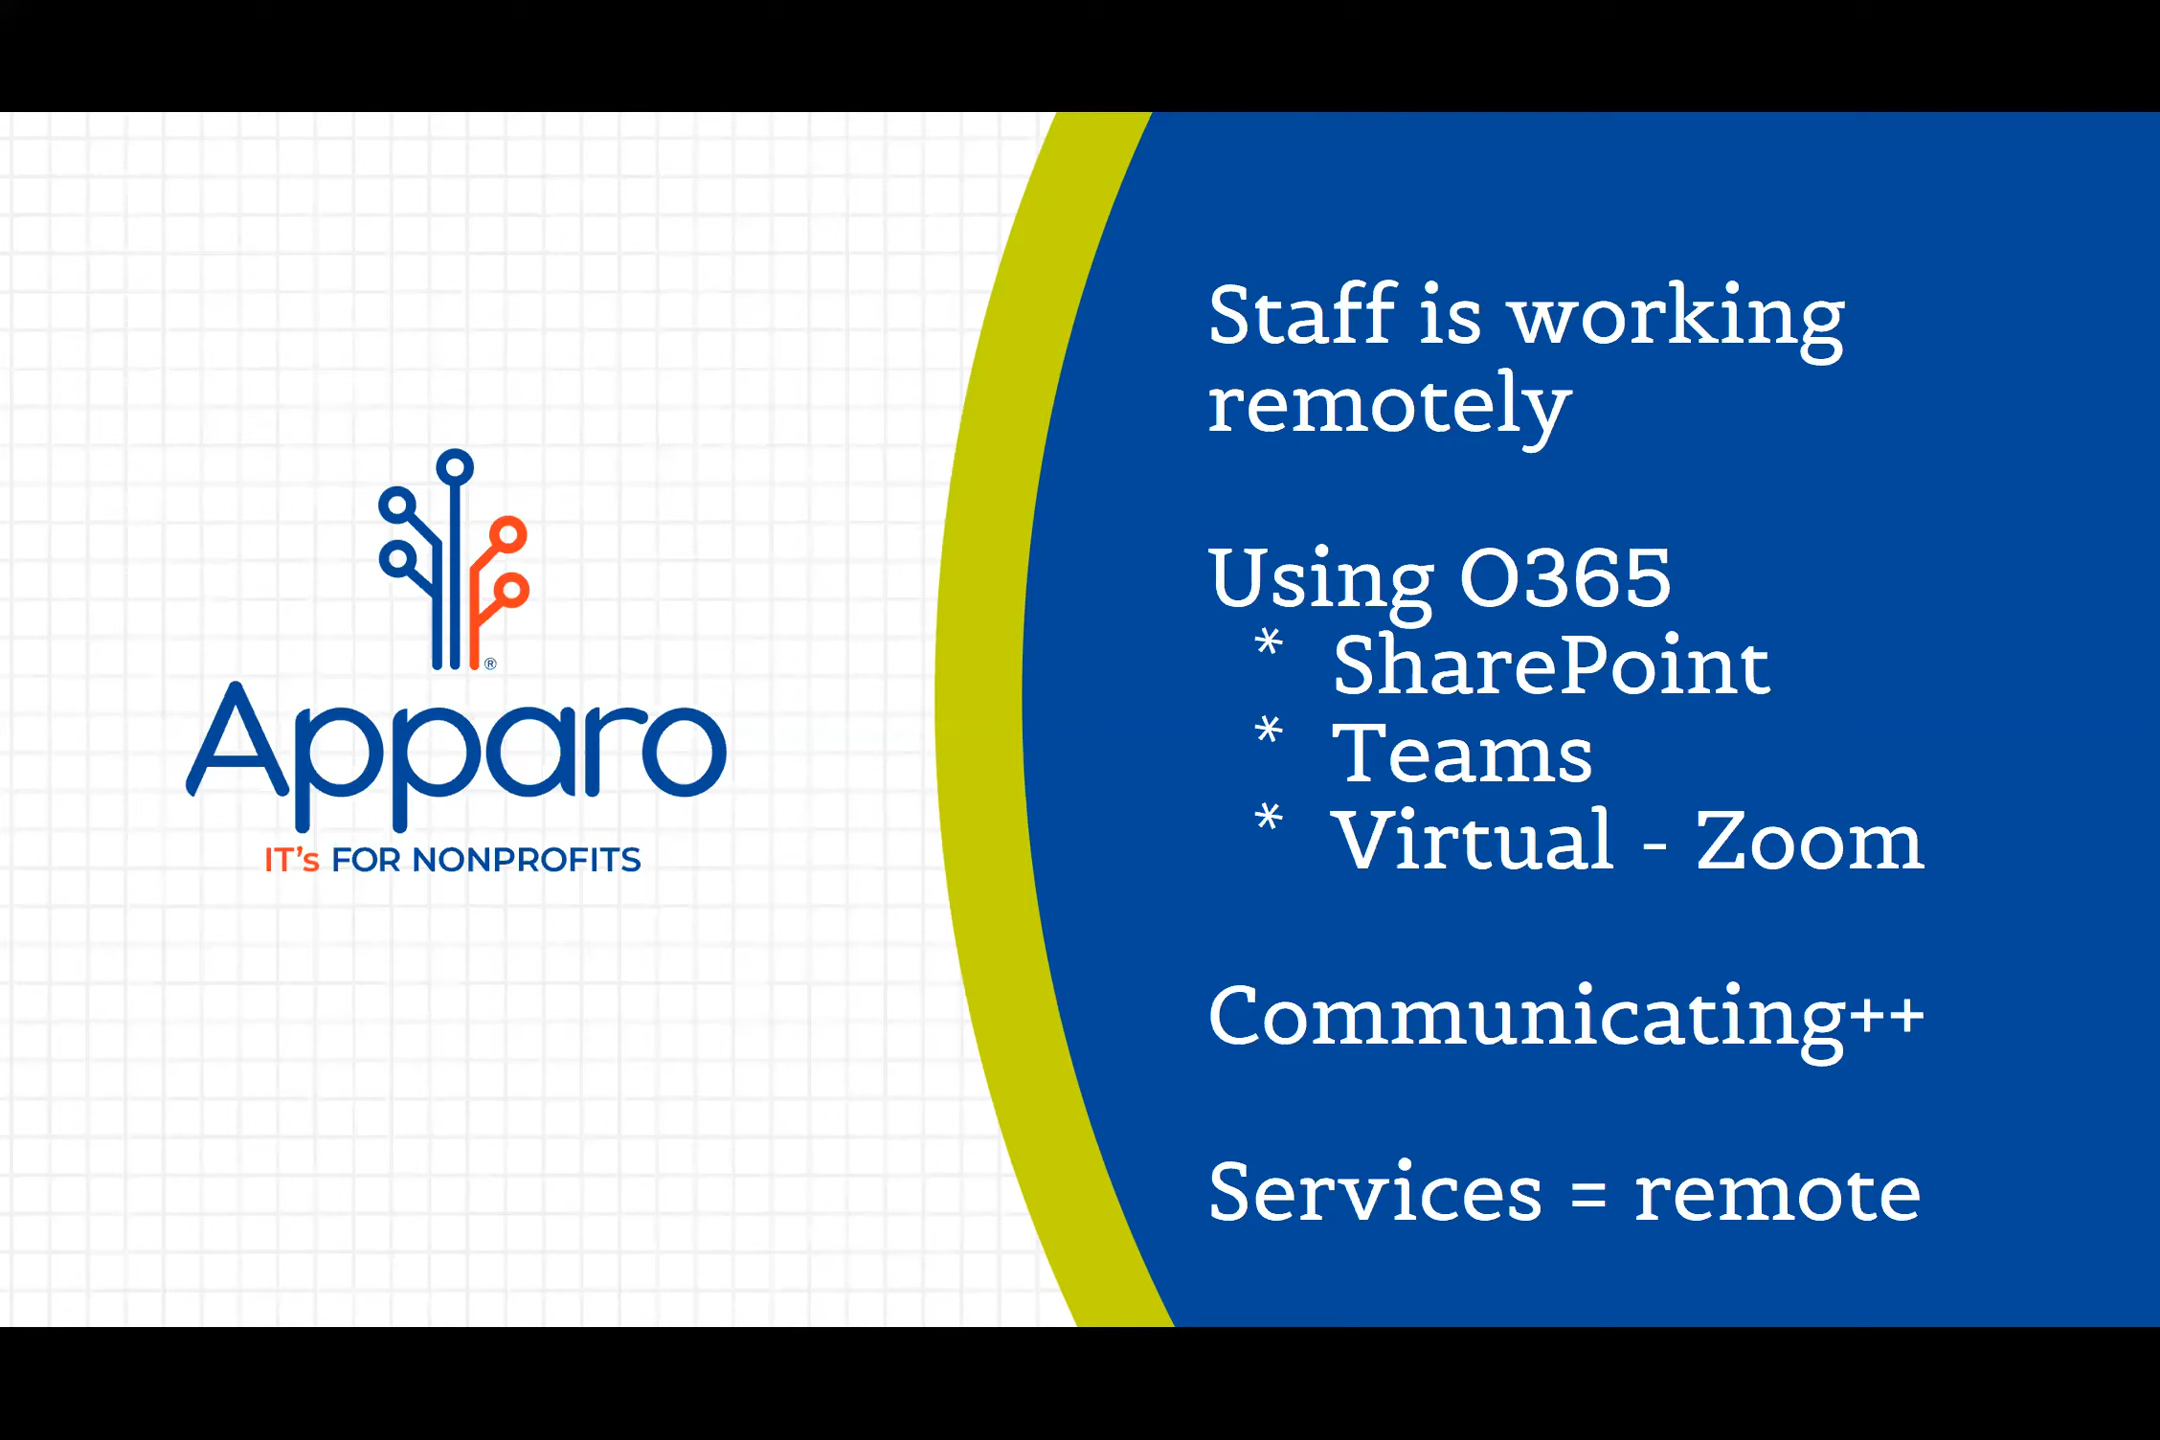 ®
Apparo
IT's FOR NONPROFITS
Staff is working
remotely
Using O365
* SharePoint
* Teams
* Virtual - Zoom
Communicating++
Services = remote